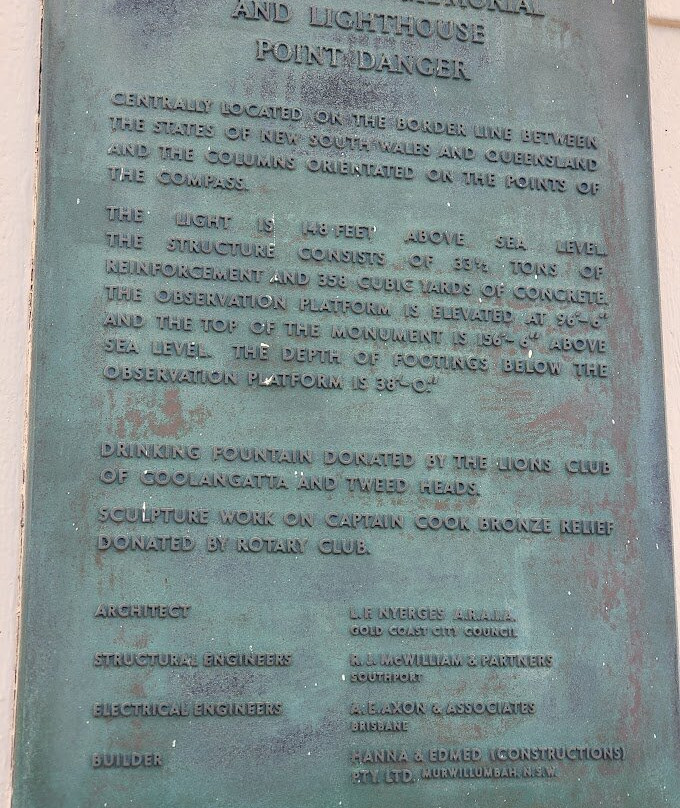 MEMORIAL
AND LIGHTHOUSE
POINT DANGER
CENTRALLY LOCATED ON THE BORDER LINE BETWEEN
THE STATES OF NEW SOUTH WALES AND QUEENSLAND
AND THE COLUMNS ORIENTATED ON THE POINTS OF
THE COMPASS.
THE LIGHT IS 148 FEET ABOVE SEA LEVEL.
THE STRUCTURE CONSISTS OF 33½ TONS OF
REINFORCEMENT AND 358 CUBIC YARDS OF CONCRETE.
THE OBSERVATION PLATFORM IS ELEVATED AT 96'–6"
AND THE TOP OF THE MONUMENT IS 156'–6" ABOVE
SEA LEVEL. THE DEPTH OF FOOTINGS BELOW THE
OBSERVATION PLATFORM IS 38'–0."
DRINKING FOUNTAIN DONATED BY THE LIONS CLUB
OF COOLANGATTA AND TWEED HEADS.
SCULPTURE WORK ON CAPTAIN COOK BRONZE RELIEF
DONATED BY ROTARY CLUB.
ARCHITECT L.F. NYERGES A.R.A.I.A.
GOLD COAST CITY COUNCIL
STRUCTURAL ENGINEERS R. J. McWILLIAM & PARTNERS
SOUTHPORT
ELECTRICAL ENGINEERS A. E. AXON & ASSOCIATES
BRISBANE
BUILDER HANNA & EDMED (CONSTRUCTIONS)
PTY. LTD. MURWILLUMBAH, N.S.W.